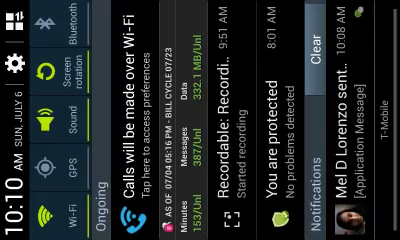 10:10 AM SUN, JULY 6
Wi-Fi
GPS
Sound
Screen
rotation
Bluetooth
Ongoing
Calls will be made over Wi-Fi
Tap here to access preferences
AS OF 07/04 05:16 PM - BILL CYCLE 07/23
Minutes Messages Data
153/Unl 387/Unl 332.1 MB/Unl
Recordable: Recordi.. 9:51 AM
Started recording
You are protected 8:01 AM
No problems detected
Notifications Clear
Mel D Lorenzo sent.. 10:08 AM
[Application Message]
T-Mobile